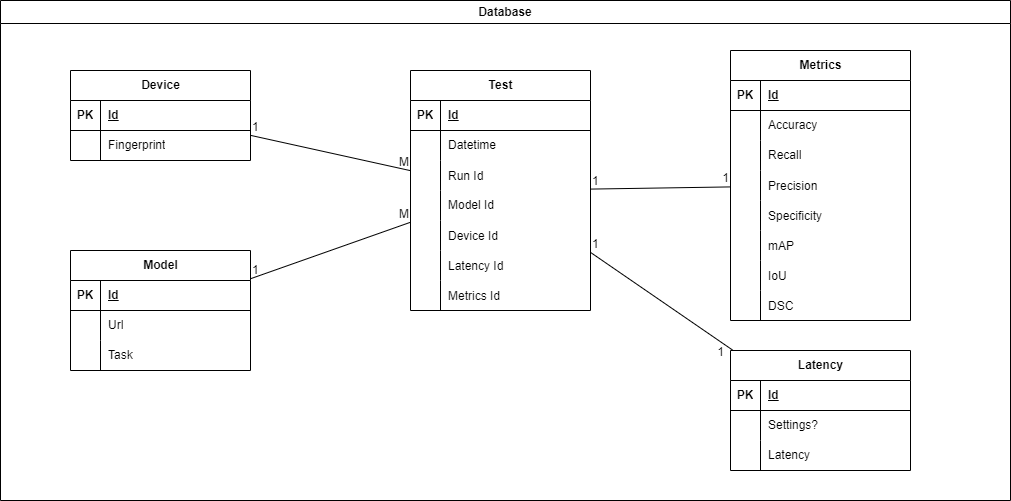 Database
Device
PK Id
Fingerprint
1
M
Model
PK Id
Url
Task
1
M
Test
PK Id
Datetime
Run Id
Model Id
Device Id
Latency Id
Metrics Id
1
1
1
1
Metrics
PK Id
Accuracy
Recall
Precision
Specificity
mAP
IoU
DSC
Latency
PK Id
Settings?
Latency